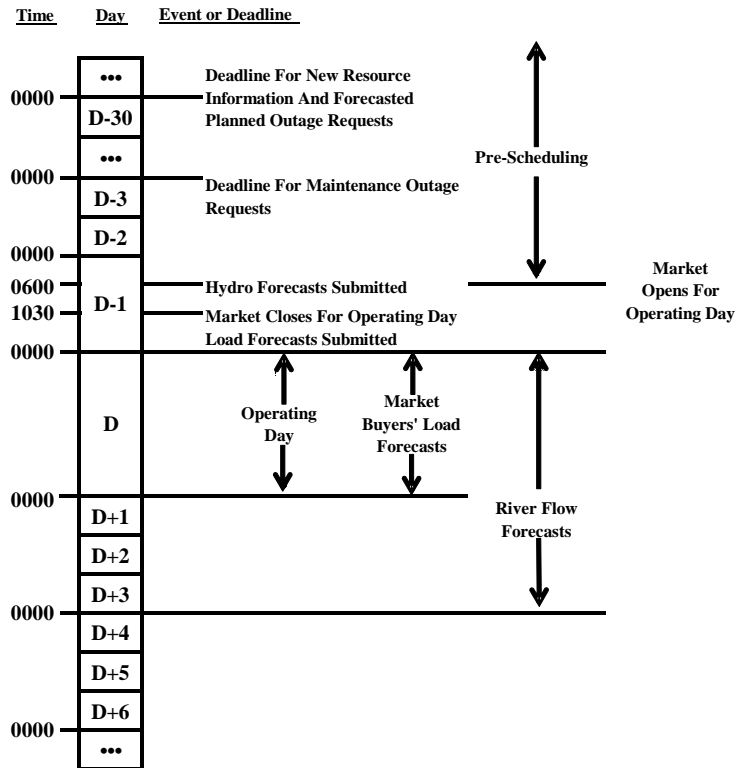 Time Day Event or Deadline
•••
Deadline For New Resource
0000
Information And Forecasted
D-30
Planned Outage Requests
•••
Pre-Scheduling
0000
D-3
Deadline For Maintenance Outage
Requests
D-2
0000
0600
Hydro Forecasts Submitted
Market
Opens For
Operating Day
D-1
1030
Market Closes For Operating Day
Load Forecasts Submitted
0000
D
Operating
Day
Market
Buyers' Load
Forecasts
0000
D+1
River Flow
Forecasts
D+2
D+3
0000
D+4
D+5
D+6
0000
•••